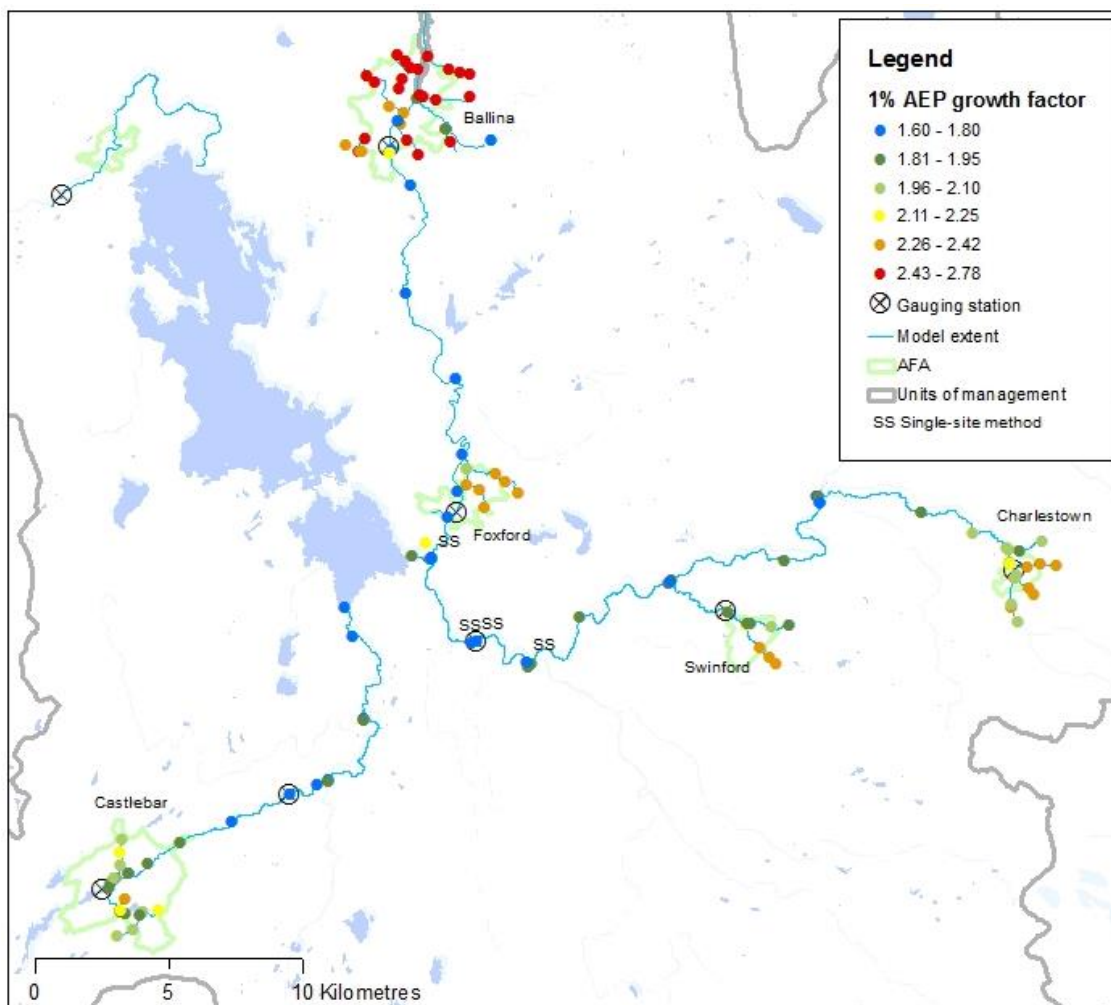 Legend
1% AEP growth factor
1.60 - 1.80
1.81 - 1.95
1.96 - 2.10
2.11 - 2.25
2.26 - 2.42
2.43 - 2.78
Gauging station
Model extent
AFA
Units of management
SS Single-site method
Ballina
Foxford
SS
Charlestown
SSSS
SS
Swinford
Castlebar
0 5 10 Kilometres